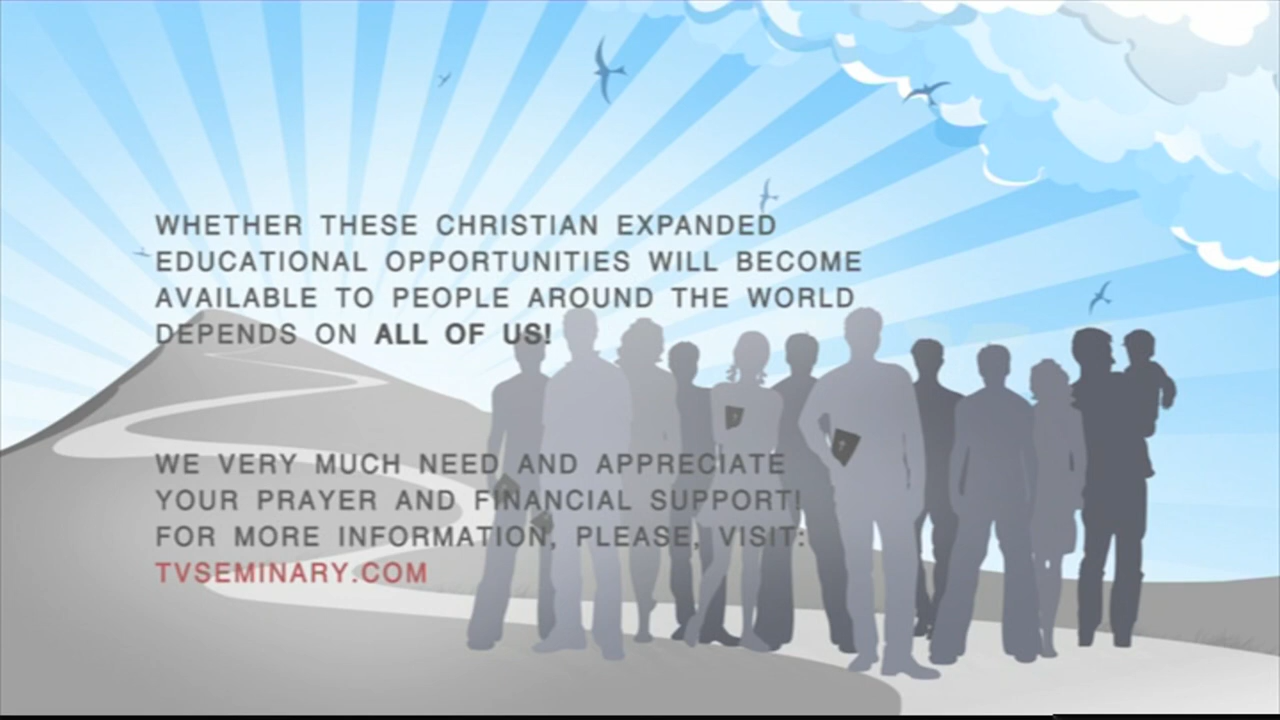 WHETHER THESE CHRISTIAN EXPANDED
EDUCATIONAL OPPORTUNITIES WILL BECOME
AVAILABLE TO PEOPLE AROUND THE WORLD
DEPENDS ON ALL OF US!
WE VERY MUCH NEED AND APPRECIATE
YOUR PRAYER AND FINANCIAL SUPPORT!
FOR MORE INFORMATION, PLEASE, VISIT:
TVSEMINARY.COM